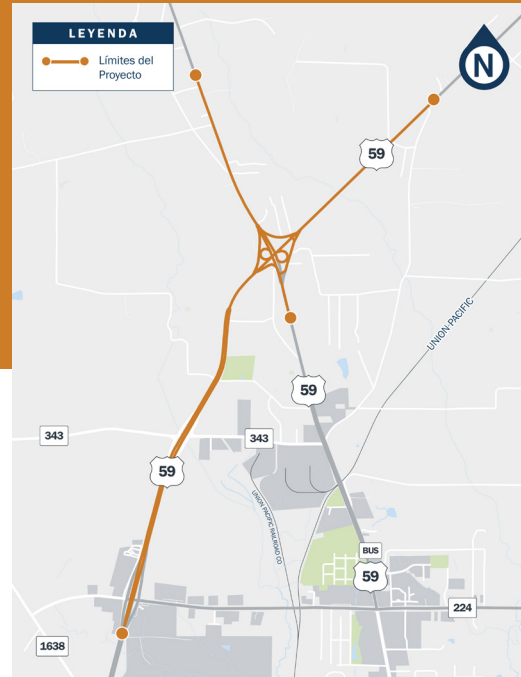 LEYENDA
Límites del
Proyecto
N
59
UNION PACIFIC
59
343
343
59
UNION PACIFIC RAILROAD CO
BUS
59
224
1638